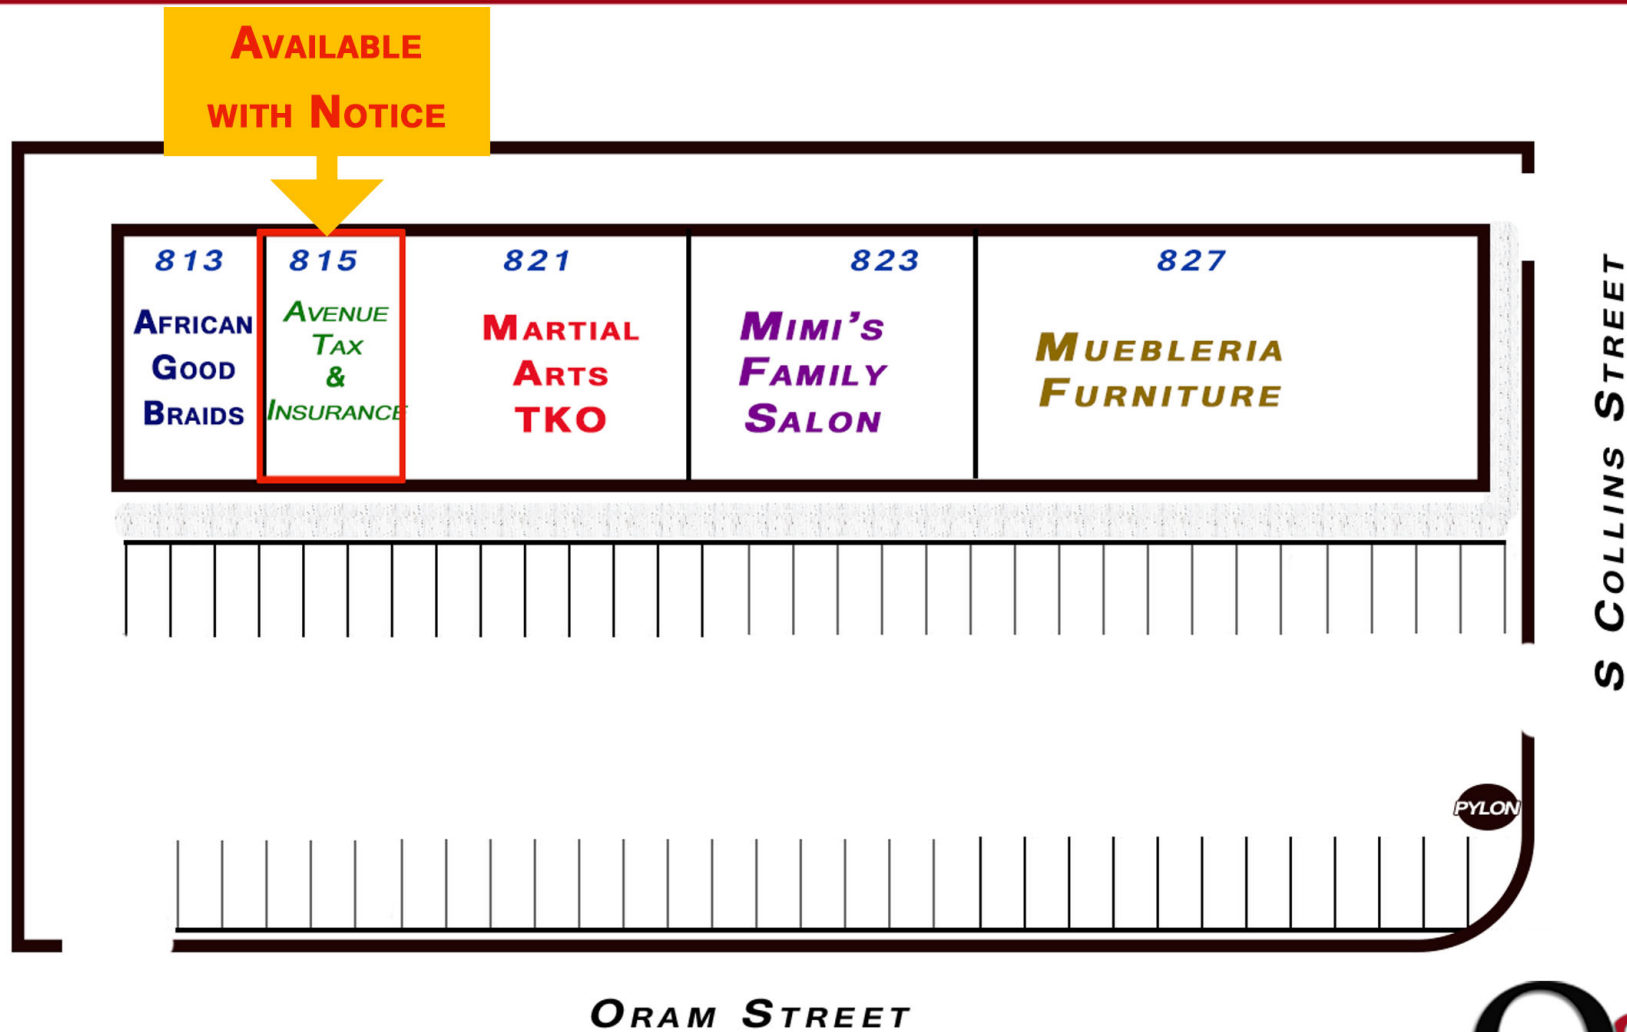 Available
with Notice
813
African
Good
Braids
815
Avenue
Tax
&
Insurance
821
Martial
Arts
TKO
823
Mimi's
Family
Salon
827
Muebleria
Furniture
S Collins Street
PYLON
Oram Street